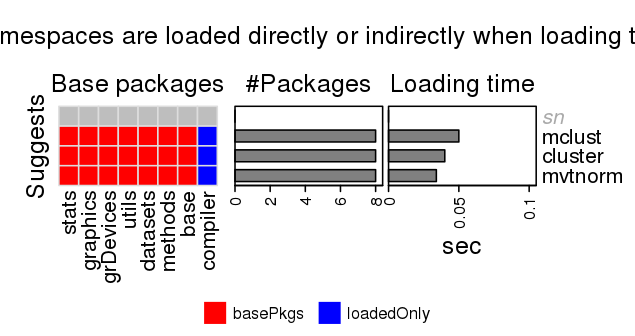 mespaces are loaded directly or indirectly when loading t
Base packages
#Packages
Loading time
Suggests
sn
mclust
cluster
mvtnorm
stats
graphics
grDevices
utils
datasets
methods
base
compiler
0
2
4
6
8
0
0.05
0.1
sec
basePkgs
loadedOnly